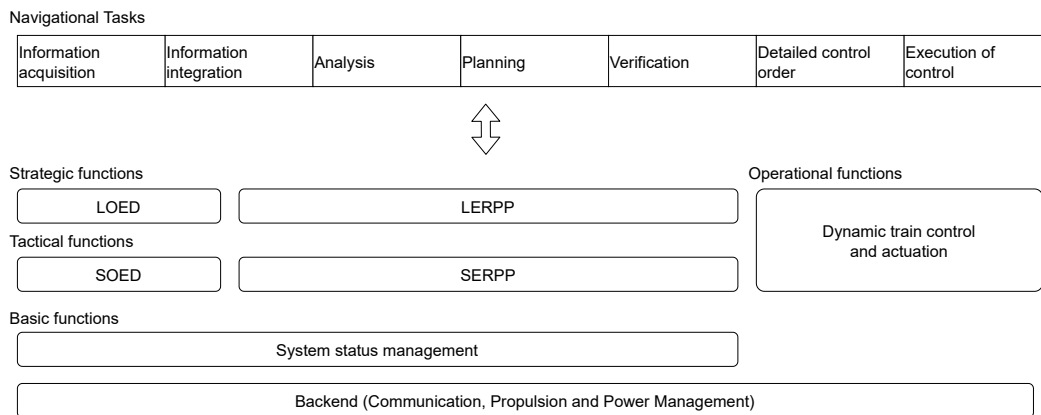 Navigational Tasks
Information
acquisition
Information
integration
Analysis
Planning
Verification
Detailed control
order
Execution of
control
Strategic functions
Operational functions
LOED
LERPP
Dynamic train control
and actuation
Tactical functions
SOED
SERPP
Basic functions
System status management
Backend (Communication, Propulsion and Power Management)